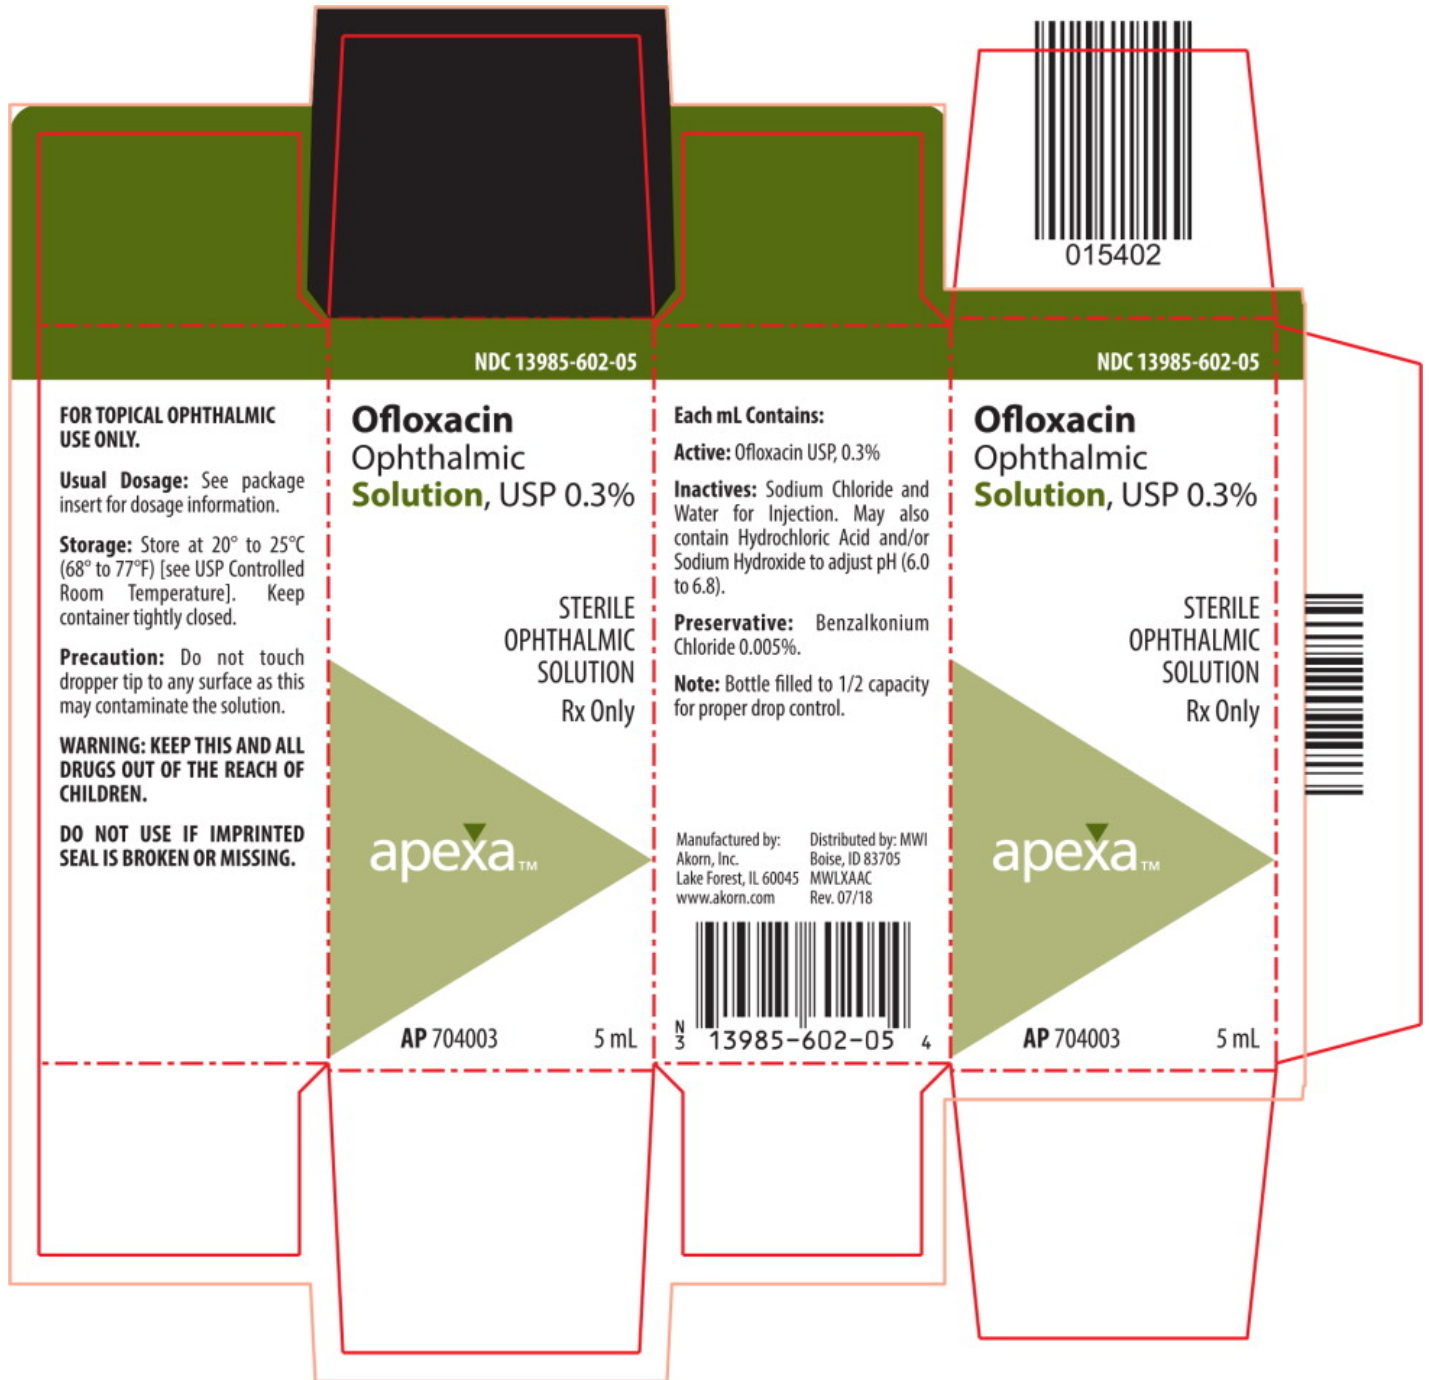 015402
NDC 13985-602-05
NDC 13985-602-05
FOR TOPICAL OPHTHALMIC
USE ONLY.
Usual Dosage: See package
insert for dosage information.
Storage: Store at 20° to 25°C
(68° to 77°F) [see USP Controlled
Room Temperature]. Keep
container tightly closed.
Precaution: Do not touch
dropper tip to any surface as this
may contaminate the solution.
WARNING: KEEP THIS AND ALL
DRUGS OUT OF THE REACH OF
CHILDREN.
DO NOT USE IF IMPRINTED
SEAL IS BROKEN OR MISSING.
Ofloxacin
Ophthalmic
Solution, USP 0.3%
STERILE
OPHTHALMIC
SOLUTION
Rx Only
apexa™
AP 704003 5 mL
Each mL Contains:
Active: Ofloxacin USP, 0.3%
Inactives: Sodium Chloride and
Water for Injection. May also
contain Hydrochloric Acid and/or
Sodium Hydroxide to adjust pH (6.0
to 6.8).
Preservative: Benzalkonium
Chloride 0.005%.
Note: Bottle filled to 1/2 capacity
for proper drop control.
Manufactured by:
Akorn, Inc.
Lake Forest, IL 60045
www.akorn.com
Distributed by: MWI
Boise, ID 83705
MWLXAAC
Rev. 07/18
N
3 13985-602-05 4
Ofloxacin
Ophthalmic
Solution, USP 0.3%
STERILE
OPHTHALMIC
SOLUTION
Rx Only
apexa™
AP 704003 5 mL